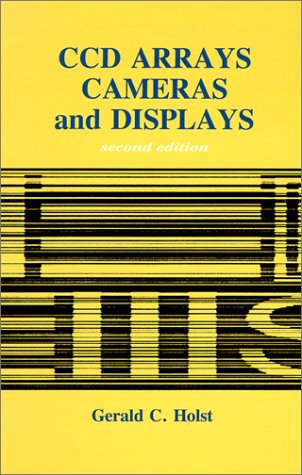 CCD ARRAYS
CAMERAS
and DISPLAYS
second edition
Gerald C. Holst